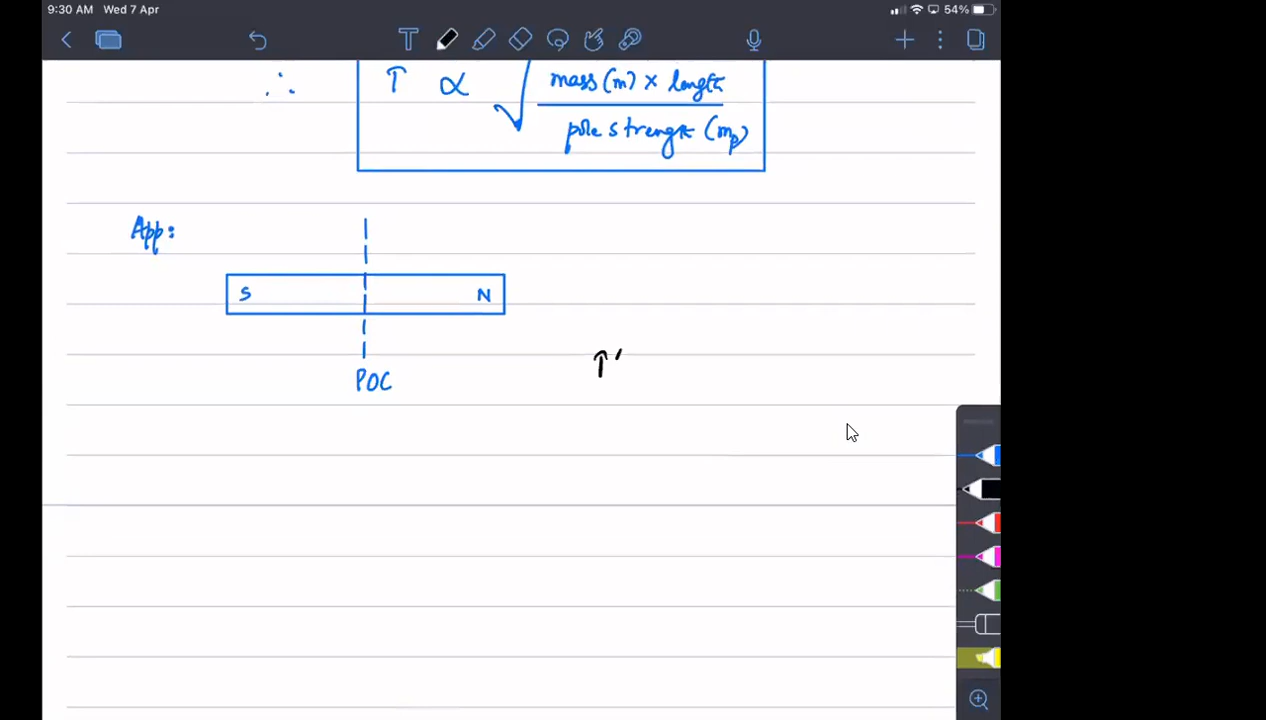 9:30 AM Wed 7 Apr 54%
∴ T ∝ √ mass (m) × length
pole strength (mp)
App:
S N
T'
POC